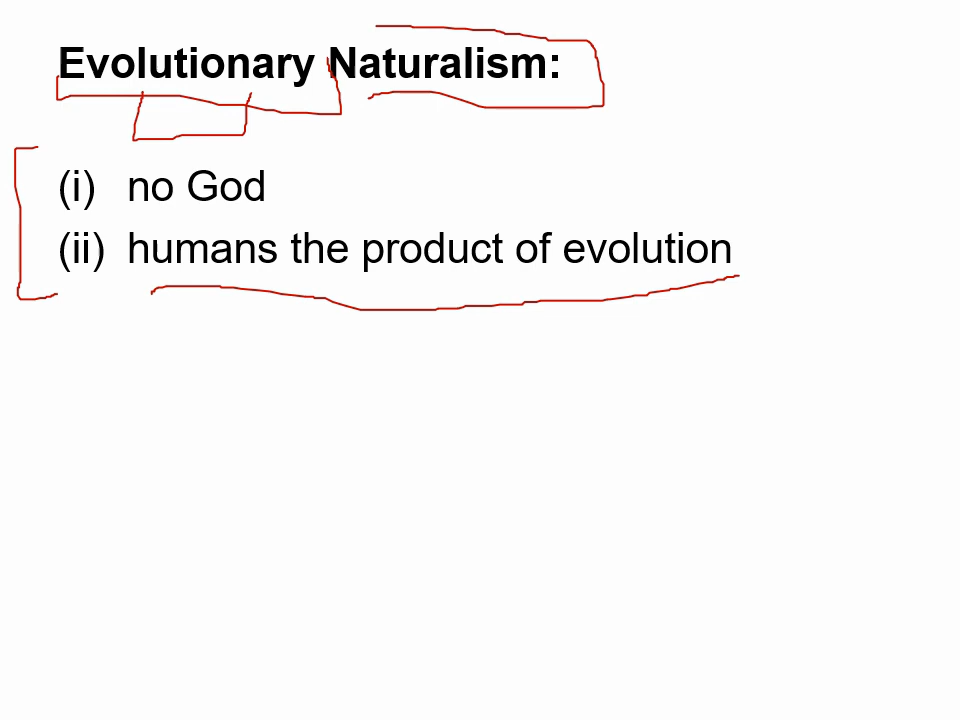 Evolutionary Naturalism:
(i) no God
(ii) humans the product of evolution